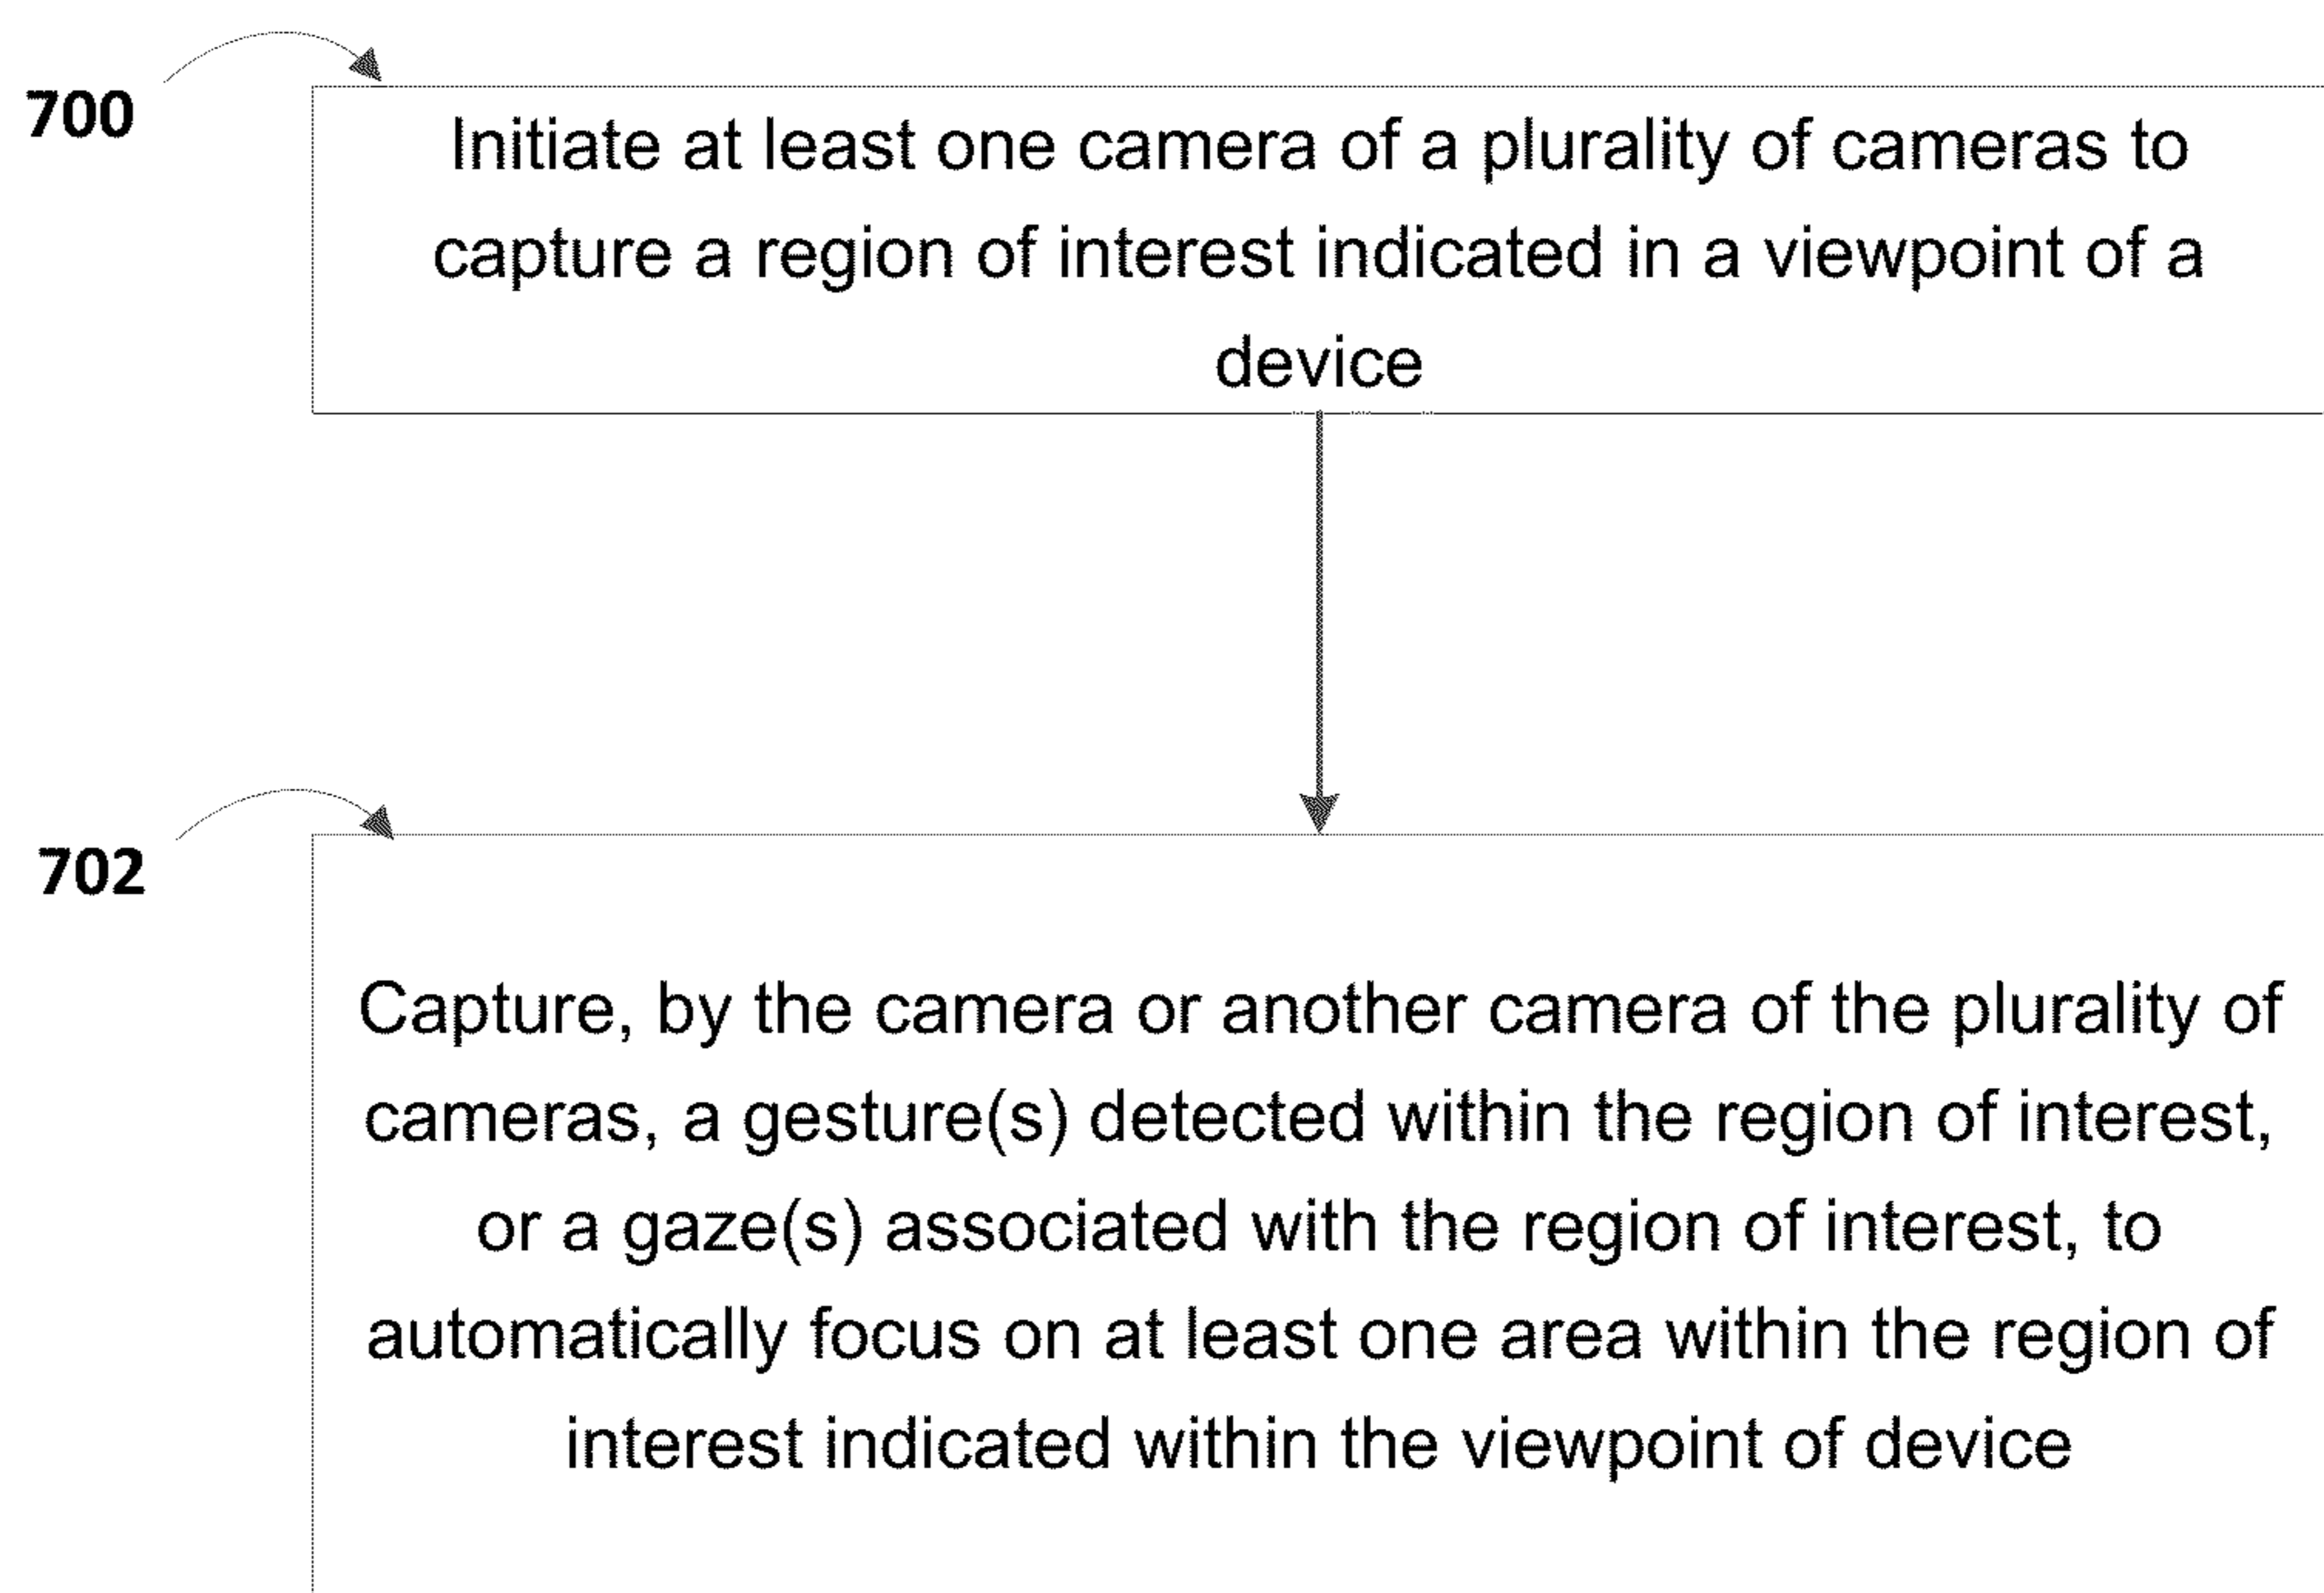 700
Initiate at least one camera of a plurality of cameras to
capture a region of interest indicated in a viewpoint of a
device
702
Capture, by the camera or another camera of the plurality of
cameras, a gesture(s) detected within the region of interest,
or a gaze(s) associated with the region of interest, to
automatically focus on at least one area within the region of
interest indicated within the viewpoint of device